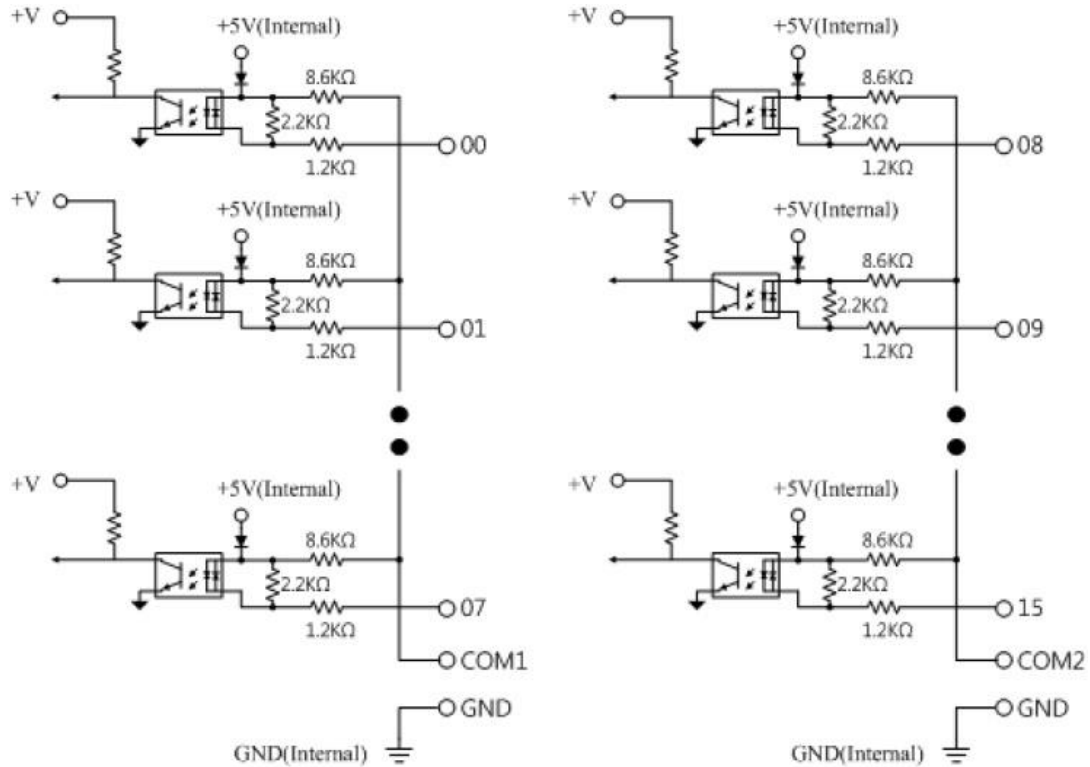 +V
+5V(Internal)
8.6KΩ
2.2KΩ
00
1.2KΩ
+V
+5V(Internal)
8.6KΩ
2.2KΩ
01
1.2KΩ
+V
+5V(Internal)
8.6KΩ
2.2KΩ
07
1.2KΩ
COM1
GND
GND(Internal)
+V
+5V(Internal)
8.6KΩ
2.2KΩ
08
1.2KΩ
+V
+5V(Internal)
8.6KΩ
2.2KΩ
09
1.2KΩ
+V
+5V(Internal)
8.6KΩ
2.2KΩ
15
1.2KΩ
COM2
GND
GND(Internal)